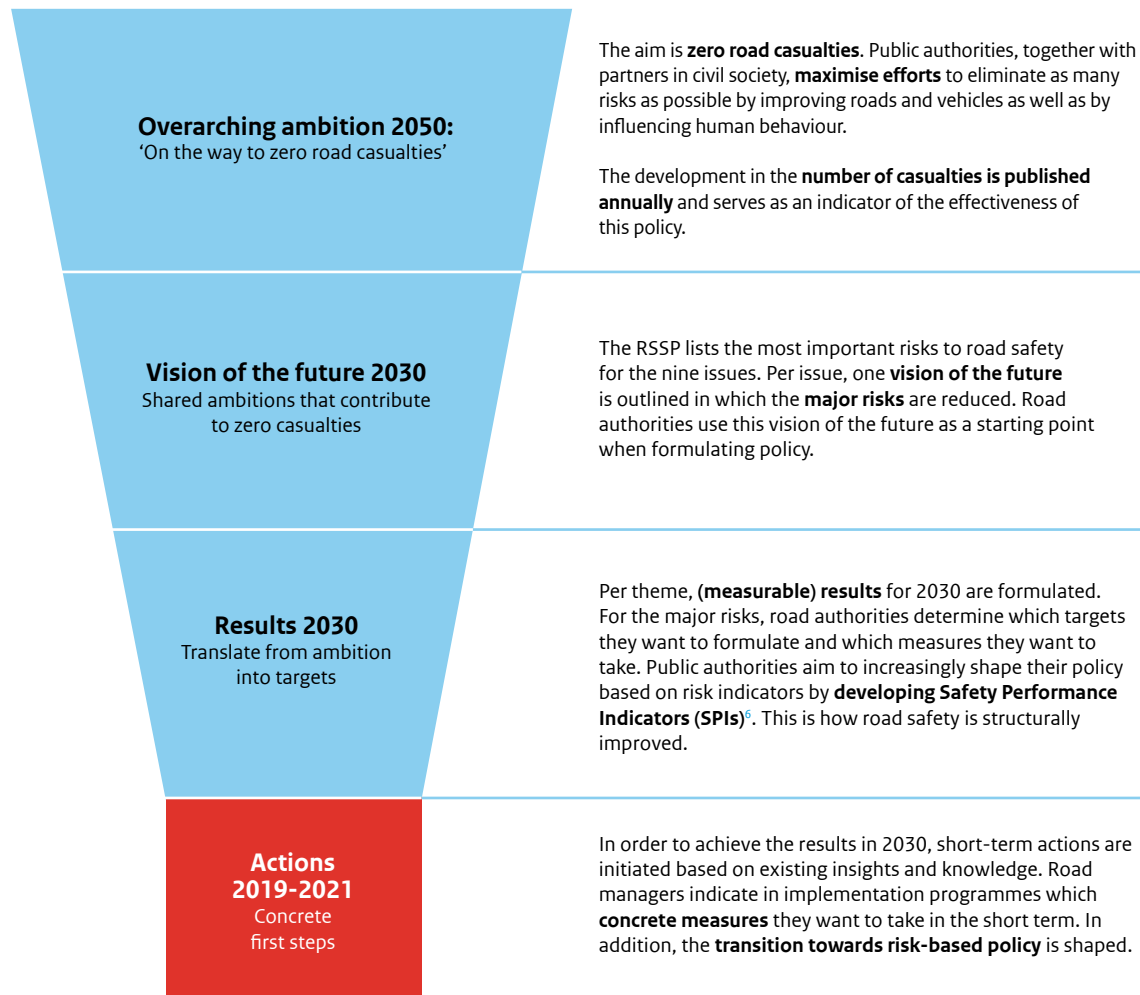 Overarching ambition 2050:
‘On the way to zero road casualties’
The aim is zero road casualties. Public authorities, together with
partners in civil society, maximise efforts to eliminate as many
risks as possible by improving roads and vehicles as well as by
influencing human behaviour.
The development in the number of casualties is published
annually and serves as an indicator of the effectiveness of
this policy.
Vision of the future 2030
Shared ambitions that contribute
to zero casualties
The RSSP lists the most important risks to road safety
for the nine issues. Per issue, one vision of the future
is outlined in which the major risks are reduced. Road
authorities use this vision of the future as a starting point
when formulating policy.
Results 2030
Translate from ambition
into targets
Per theme, (measurable) results for 2030 are formulated.
For the major risks, road authorities determine which targets
they want to formulate and which measures they want to
take. Public authorities aim to increasingly shape their policy
based on risk indicators by developing Safety Performance
Indicators (SPIs)⁶. This is how road safety is structurally
improved.
Actions
2019-2021
Concrete
first steps
In order to achieve the results in 2030, short-term actions are
initiated based on existing insights and knowledge. Road
managers indicate in implementation programmes which
concrete measures they want to take in the short term. In
addition, the transition towards risk-based policy is shaped.